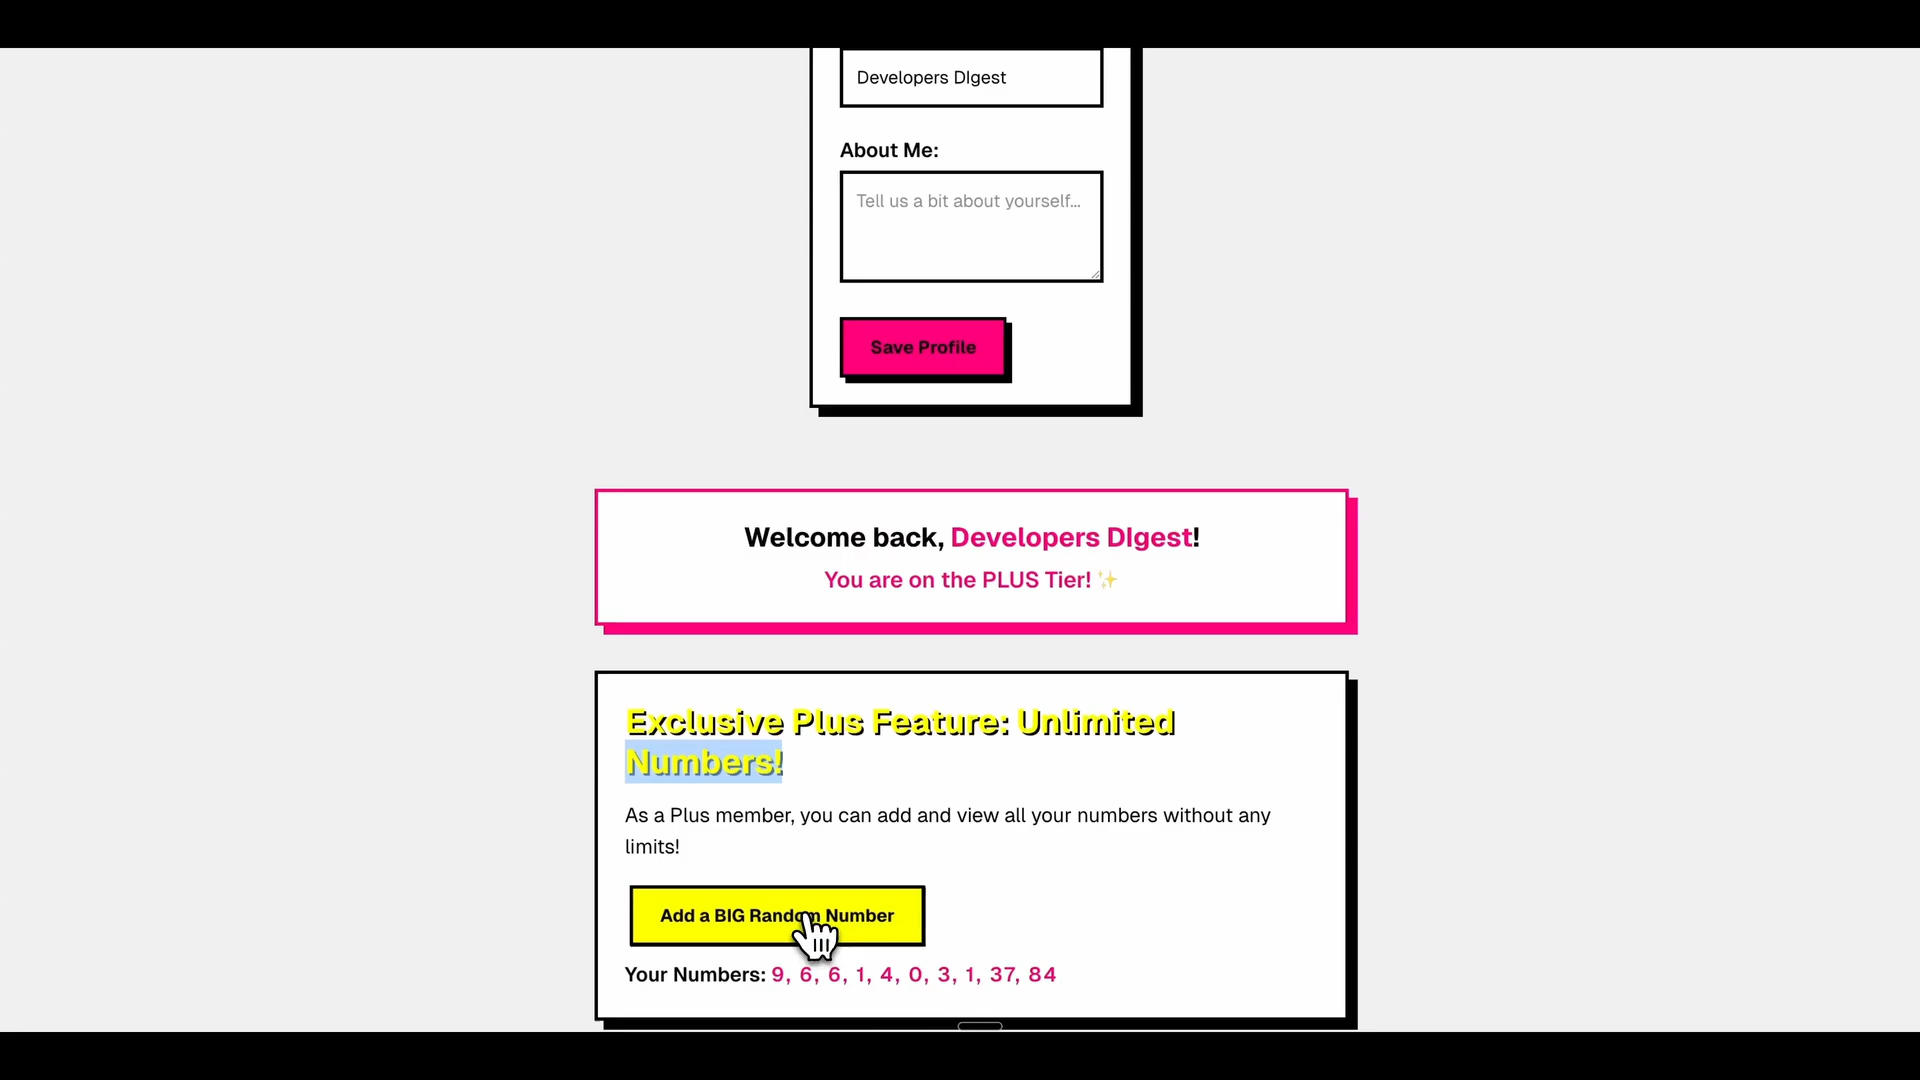 Developers DIgest
About Me:
Tell us a bit about yourself...
Save Profile
Welcome back, Developers DIgest!
You are on the PLUS Tier! ✨
Exclusive Plus Feature: Unlimited
Numbers!
As a Plus member, you can add and view all your numbers without any
limits!
Add a BIG Random Number
Your Numbers: 9, 6, 6, 1, 4, 0, 3, 1, 37, 84